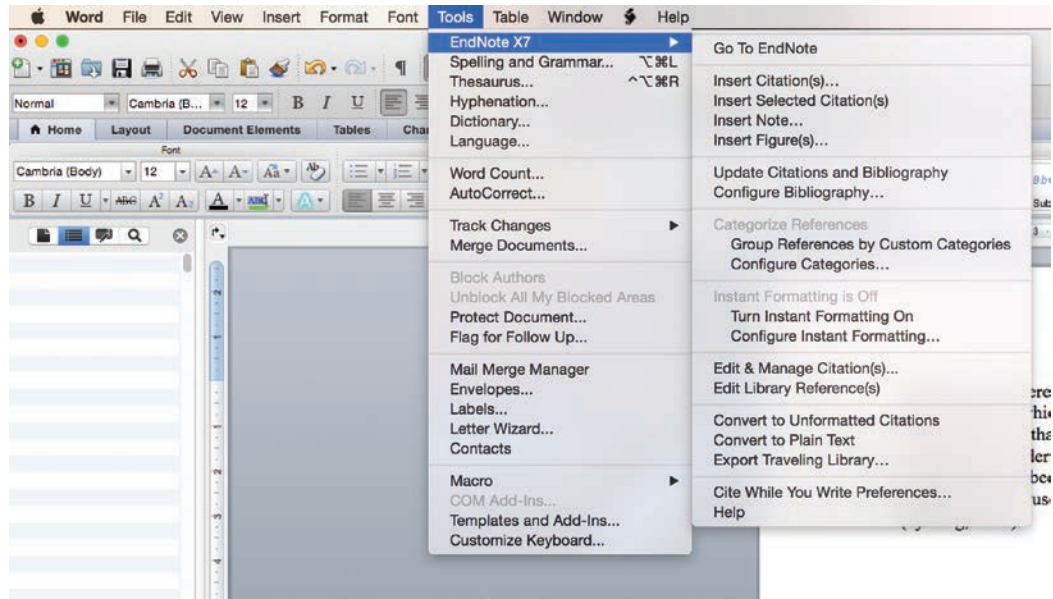 Word File Edit View Insert Format Font Tools Table Window Help
Normal Cambria (B... 12 B I U
Home Layout Document Elements Tables
Font
Cambria (Body) 12 A A Aa Abc
B I U ABC A² A₂ A ABC A
EndNote X7
Spelling and Grammar... ⌥⌘L
Thesaurus... ^⌥⌘R
Hyphenation...
Dictionary...
Language...
Word Count...
AutoCorrect...
Track Changes
Merge Documents...
Block Authors
Unblock All My Blocked Areas
Protect Document...
Flag for Follow Up...
Mail Merge Manager
Envelopes...
Labels...
Letter Wizard...
Contacts
Macro
COM Add-Ins...
Templates and Add-Ins...
Customize Keyboard...
Go To EndNote
Insert Citation(s)...
Insert Selected Citation(s)
Insert Note...
Insert Figure(s)...
Update Citations and Bibliography
Configure Bibliography...
Categorize References
Group References by Custom Categories
Configure Categories...
Instant Formatting is Off
Turn Instant Formatting On
Configure Instant Formatting...
Edit & Manage Citation(s)...
Edit Library Reference(s)
Convert to Unformatted Citations
Convert to Plain Text
Export Traveling Library...
Cite While You Write Preferences...
Help